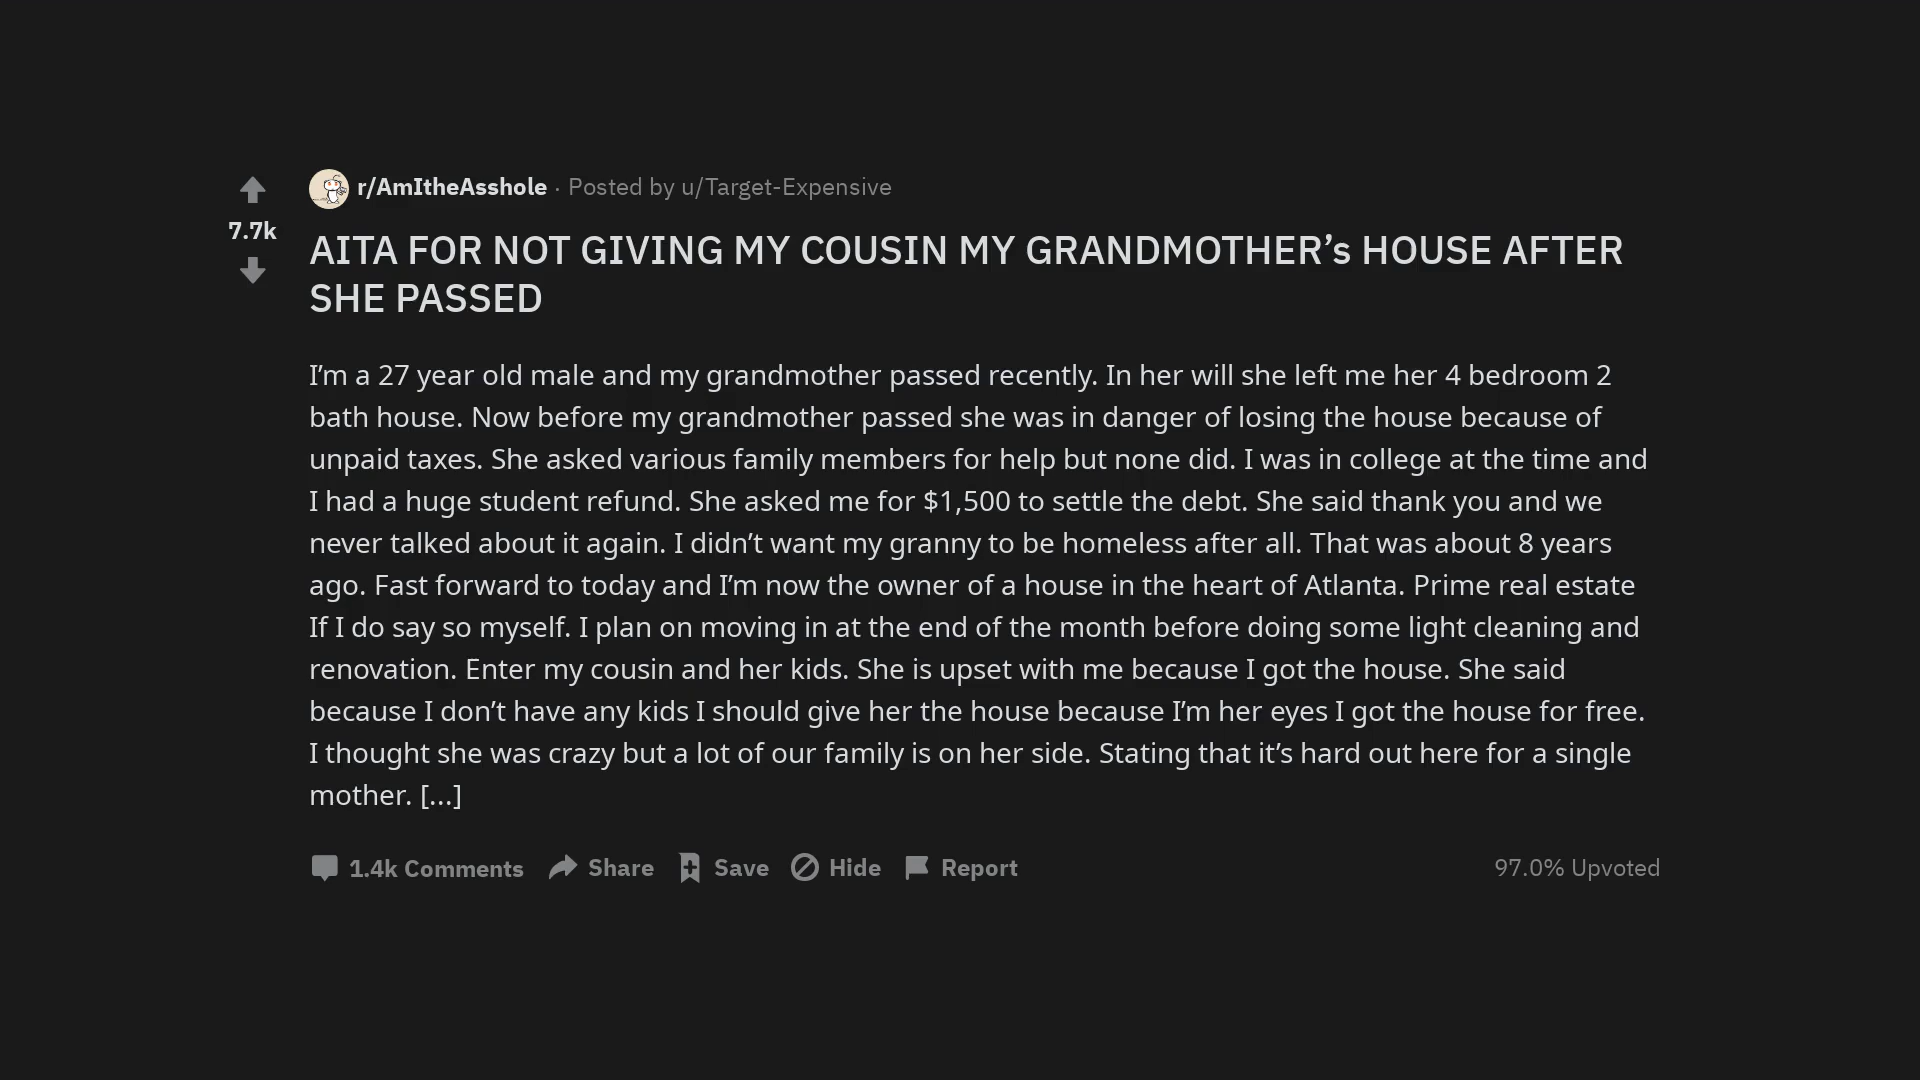 r/AmItheAsshole · Posted by u/Target-Expensive
7.7k
AITA FOR NOT GIVING MY COUSIN MY GRANDMOTHER’s HOUSE AFTER
SHE PASSED
I’m a 27 year old male and my grandmother passed recently. In her will she left me her 4 bedroom 2
bath house. Now before my grandmother passed she was in danger of losing the house because of
unpaid taxes. She asked various family members for help but none did. I was in college at the time and
I had a huge student refund. She asked me for $1,500 to settle the debt. She said thank you and we
never talked about it again. I didn’t want my granny to be homeless after all. That was about 8 years
ago. Fast forward to today and I’m now the owner of a house in the heart of Atlanta. Prime real estate
If I do say so myself. I plan on moving in at the end of the month before doing some light cleaning and
renovation. Enter my cousin and her kids. She is upset with me because I got the house. She said
because I don’t have any kids I should give her the house because I’m her eyes I got the house for free.
I thought she was crazy but a lot of our family is on her side. Stating that it’s hard out here for a single
mother. [...]
1.4k Comments Share Save Hide Report 97.0% Upvoted